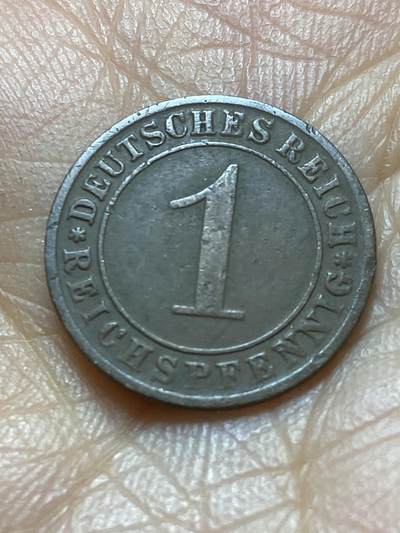 *DEUTSCHES REICH*
1
REICHSPFENNIG